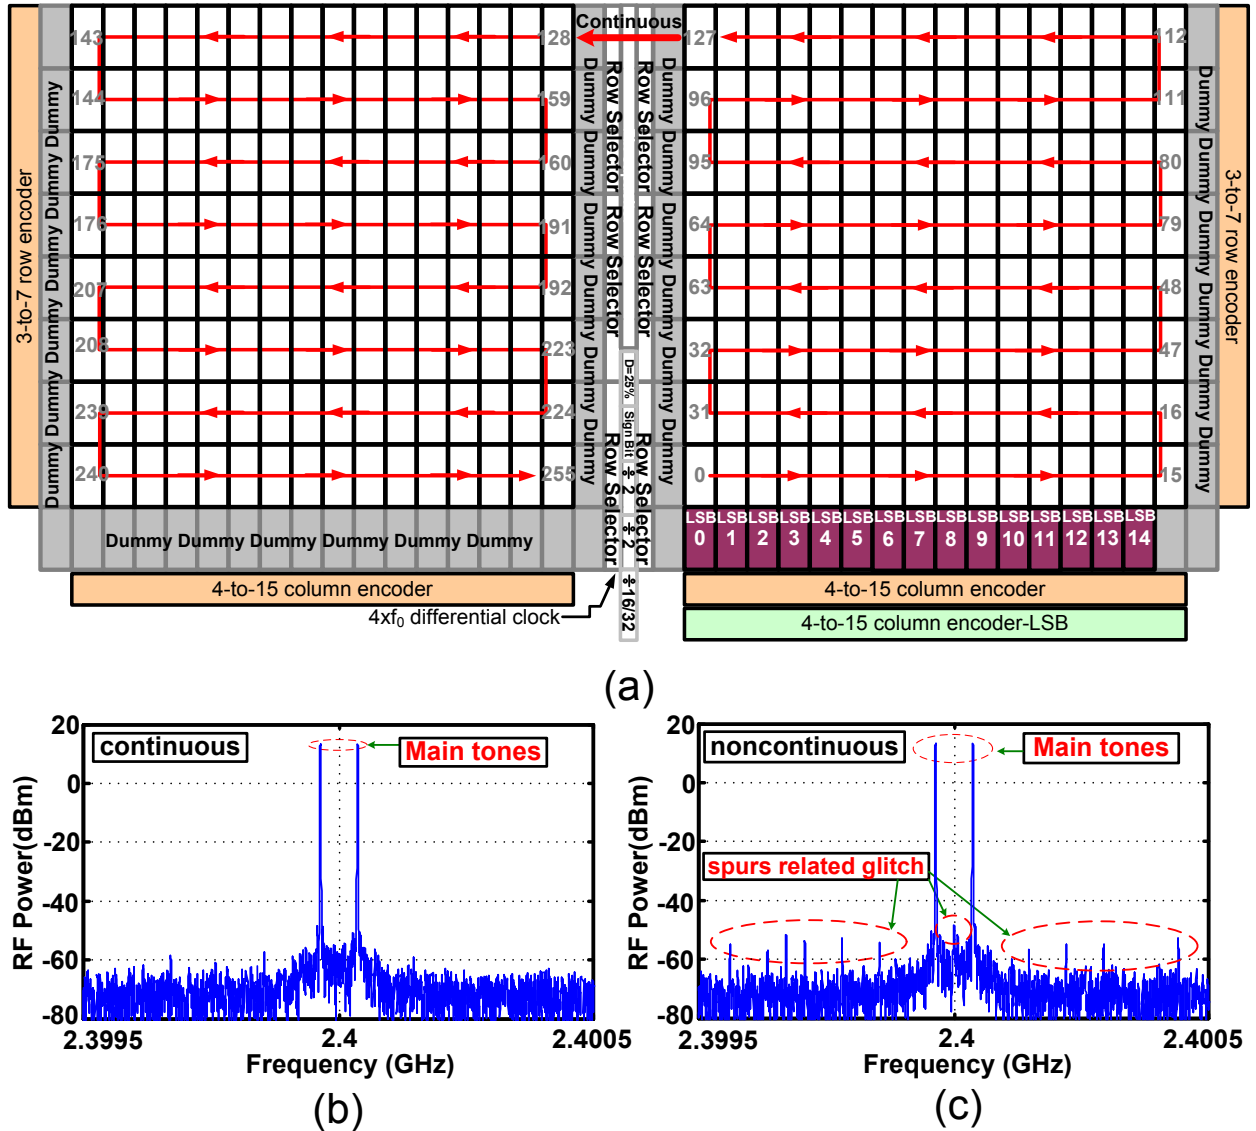 Continuous
143 128 127 112
144 159 96 111
175 160 95 80
176 191 64 79
207 192 63 48
208 223 32 47
239 224 31 16
240 255 0 15
3-to-7 row encoder
Dummy Dummy Dummy Dummy Dummy Dummy
Dummy Dummy Dummy Dummy Dummy Dummy
Row Selector Row Selector
Row Selector
D=25% Sign Bit ÷2 ÷2 ÷16/32
Row Selector Row Selector
Row Selector
Dummy Dummy Dummy Dummy Dummy Dummy
Dummy Dummy Dummy Dummy Dummy Dummy
3-to-7 row encoder
Dummy Dummy Dummy Dummy Dummy Dummy
LSB LSB LSB LSB LSB LSB LSB LSB LSB LSB LSB LSB LSB LSB LSB
0 1 2 3 4 5 6 7 8 9 10 11 12 13 14
4-to-15 column encoder
4-to-15 column encoder
4xf₀ differential clock
4-to-15 column encoder-LSB
(a)
RF Power(dBm)
20
0
-20
-40
-60
-80
continuous
Main tones
2.3995 2.4 2.4005
Frequency (GHz)
(b)
RF Power(dBm)
20
0
-20
-40
-60
-80
noncontinuous
Main tones
spurs related glitch
2.3995 2.4 2.4005
Frequency (GHz)
(c)